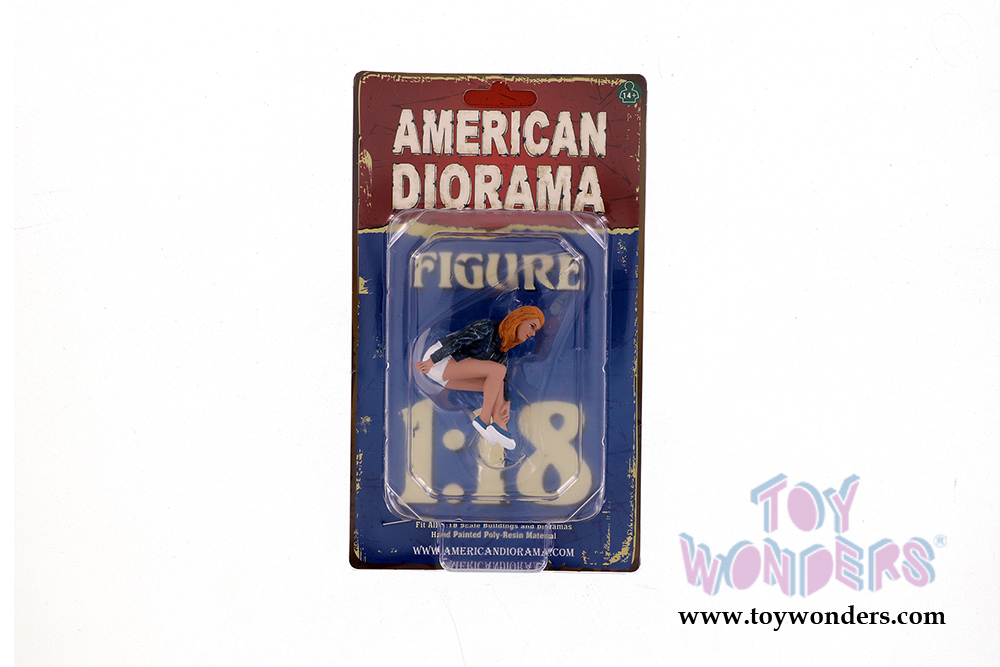 14+
AMERICAN
DIORAMA
FIGURE
1:18
Fit All 1:18 Scale Buildings and Dioramas
Hand Painted Poly-Resin Material
WWW.AMERICANDIORAMA.COM
TOY
WONDERS®
www.toywonders.com